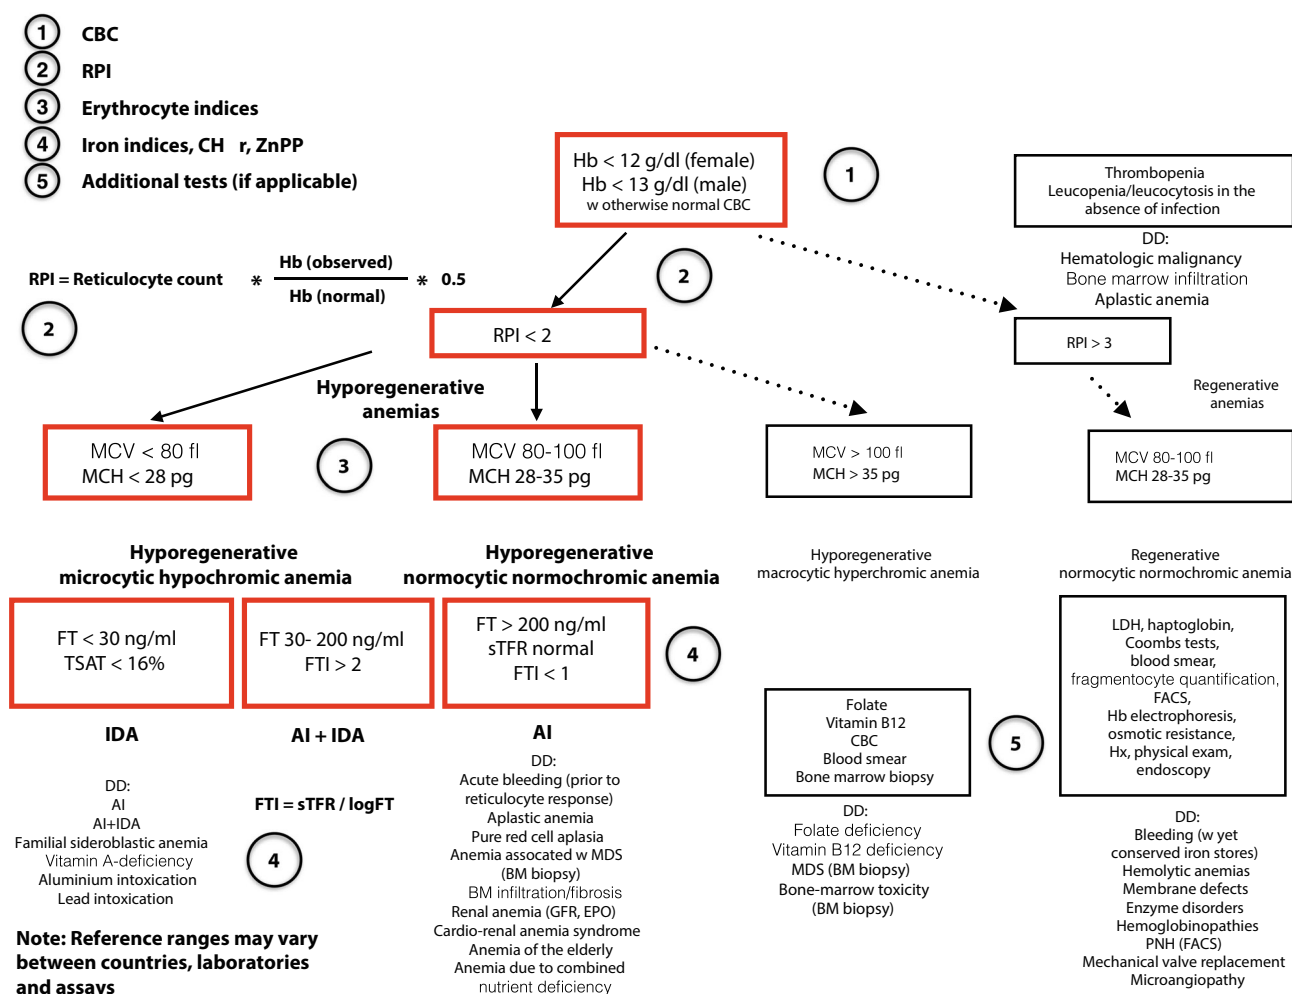 1 CBC
2 RPI
3 Erythrocyte indices
4 Iron indices, CH r, ZnPP
5 Additional tests (if applicable)
Hb < 12 g/dl (female)
Hb < 13 g/dl (male)
w otherwise normal CBC
1
Thrombopenia
Leucopenia/leucocytosis in the
absence of infection
DD:
Hematologic malignancy
Bone marrow infiltration
Aplastic anemia
RPI = Reticulocyte count * Hb (observed) * 0.5
Hb (normal)
2
2
RPI < 2
RPI > 3
Hyporegenerative
anemias
Regenerative
anemias
MCV < 80 fl
MCH < 28 pg
3
MCV 80-100 fl
MCH 28-35 pg
MCV > 100 fl
MCH > 35 pg
MCV 80-100 fl
MCH 28-35 pg
Hyporegenerative
microcytic hypochromic anemia
Hyporegenerative
normocytic normochromic anemia
Hyporegenerative
macrocytic hyperchromic anemia
Regenerative
normocytic normochromic anemia
FT < 30 ng/ml
TSAT < 16%
FT 30- 200 ng/ml
FTI > 2
FT > 200 ng/ml
sTFR normal
FTI < 1
4
IDA
AI + IDA
AI
DD:
AI
AI+IDA
Familial sideroblastic anemia
Vitamin A-deficiency
Aluminium intoxication
Lead intoxication
FTI = sTFR / logFT
4
DD:
Acute bleeding (prior to
reticulocyte response)
Aplastic anemia
Pure red cell aplasia
Anemia assocated w MDS
(BM biopsy)
BM infiltration/fibrosis
Renal anemia (GFR, EPO)
Cardio-renal anemia syndrome
Anemia of the elderly
Anemia due to combined
nutrient deficiency
Folate
Vitamin B12
CBC
Blood smear
Bone marrow biopsy
5
DD:
Folate deficiency
Vitamin B12 deficiency
MDS (BM biopsy)
Bone-marrow toxicity
(BM biopsy)
LDH, haptoglobin,
Coombs tests,
blood smear,
fragmentocyte quantification,
FACS,
Hb electrophoresis,
osmotic resistance,
Hx, physical exam,
endoscopy
DD:
Bleeding (w yet
conserved iron stores)
Hemolytic anemias
Membrane defects
Enzyme disorders
Hemoglobinopathies
PNH (FACS)
Mechanical valve replacement
Microangiopathy
Note: Reference ranges may vary
between countries, laboratories
and assays